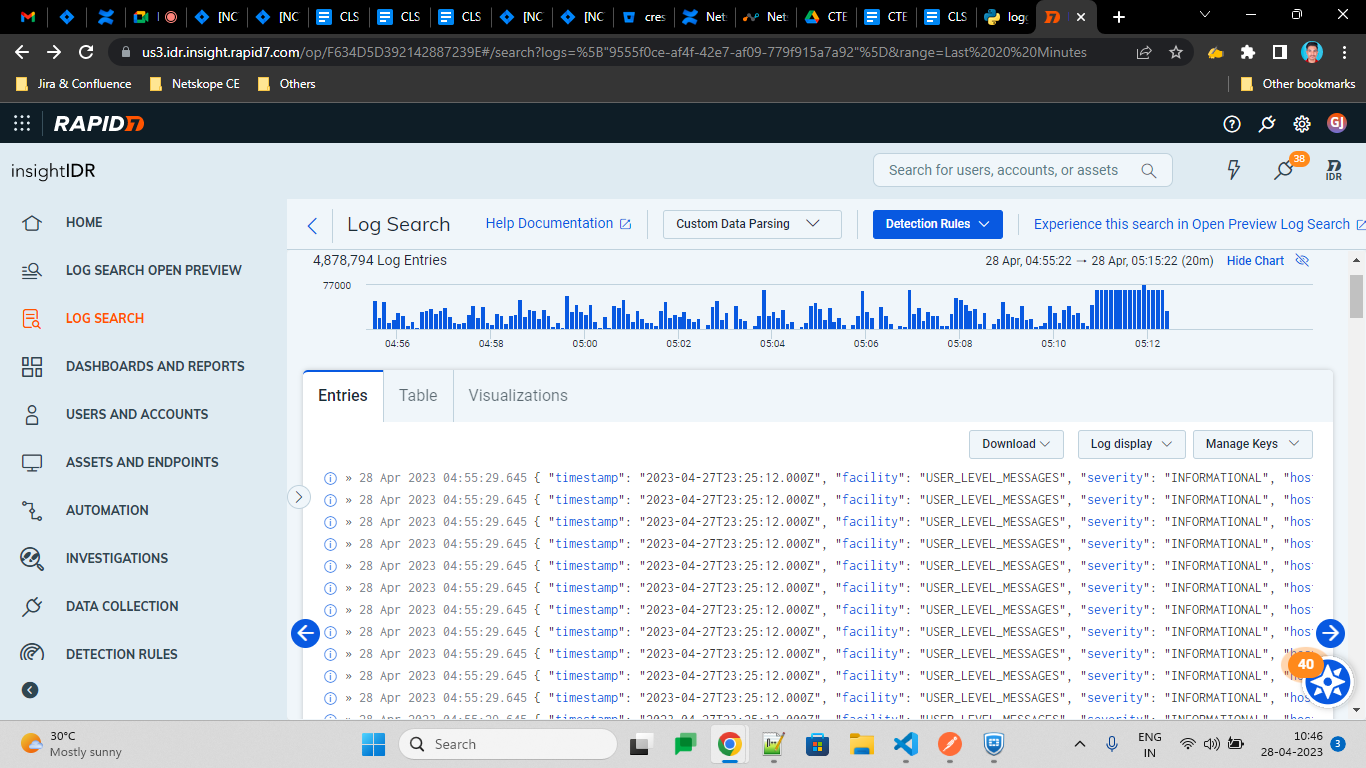 [NC
[NC
CLS
CLS
CLS
[NC
[NC
cres
Net
Net
CTE
CTE
CLS
log
us3.idr.insight.rapid7.com/op/F634D5D392142887239E#/search?logs=%5B"9555f0ce-af4f-42e7-af09-779f915a7a92"%5D&range=Last%2020%20Minutes
Jira & Confluence
Netskope CE
Others
Other bookmarks
RAPID7
GJ
insightIDR
Search for users, accounts, or assets
38
IDR
HOME
LOG SEARCH OPEN PREVIEW
LOG SEARCH
DASHBOARDS AND REPORTS
USERS AND ACCOUNTS
ASSETS AND ENDPOINTS
AUTOMATION
INVESTIGATIONS
DATA COLLECTION
DETECTION RULES
Log Search
Help Documentation
Custom Data Parsing
Detection Rules
Experience this search in Open Preview Log Search
4,878,794 Log Entries
28 Apr, 04:55:22 → 28 Apr, 05:15:22 (20m)
Hide Chart
77000
04:56 04:58 05:00 05:02 05:04 05:06 05:08 05:10 05:12
Entries
Table
Visualizations
Download
Log display
Manage Keys
» 28 Apr 2023 04:55:29.645 { "timestamp": "2023-04-27T23:25:12.000Z", "facility": "USER_LEVEL_MESSAGES", "severity": "INFORMATIONAL", "hos
» 28 Apr 2023 04:55:29.645 { "timestamp": "2023-04-27T23:25:12.000Z", "facility": "USER_LEVEL_MESSAGES", "severity": "INFORMATIONAL", "hos
» 28 Apr 2023 04:55:29.645 { "timestamp": "2023-04-27T23:25:12.000Z", "facility": "USER_LEVEL_MESSAGES", "severity": "INFORMATIONAL", "hos
» 28 Apr 2023 04:55:29.645 { "timestamp": "2023-04-27T23:25:12.000Z", "facility": "USER_LEVEL_MESSAGES", "severity": "INFORMATIONAL", "hos
» 28 Apr 2023 04:55:29.645 { "timestamp": "2023-04-27T23:25:12.000Z", "facility": "USER_LEVEL_MESSAGES", "severity": "INFORMATIONAL", "hos
» 28 Apr 2023 04:55:29.645 { "timestamp": "2023-04-27T23:25:12.000Z", "facility": "USER_LEVEL_MESSAGES", "severity": "INFORMATIONAL", "hos
» 28 Apr 2023 04:55:29.645 { "timestamp": "2023-04-27T23:25:12.000Z", "facility": "USER_LEVEL_MESSAGES", "severity": "INFORMATIONAL", "hos
» 28 Apr 2023 04:55:29.645 { "timestamp": "2023-04-27T23:25:12.000Z", "facility": "USER_LEVEL_MESSAGES", "severity": "INFORMATIONAL", "hos
» 28 Apr 2023 04:55:29.645 { "timestamp": "2023-04-27T23:25:12.000Z", "facility": "USER_LEVEL_MESSAGES", "severity": "INFORMATIONAL", "hos
» 28 Apr 2023 04:55:29.645 { "timestamp": "2023-04-27T23:25:12.000Z", "facility": "USER_LEVEL_MESSAGES", "severity": "INFORMATIONAL", "h
» 28 Apr 2023 04:55:29.645 { "timestamp": "2023-04-27T23:25:12.000Z", "facility": "USER_LEVEL_MESSAGES", "severity": "INFORMATIONAL", "hos
40
30°C
Mostly sunny
Search
ENG
IN
10:46
28-04-2023
3